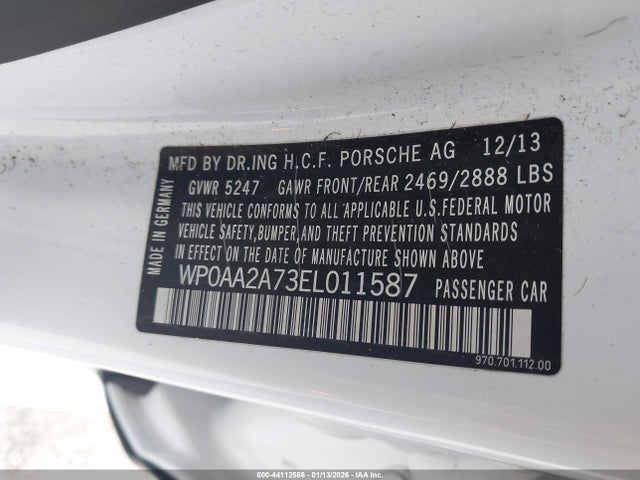 MFD BY DR.ING H.C.F. PORSCHE AG 12/13
GVWR 5247 GAWR FRONT/REAR 2469/2888 LBS
THIS VEHICLE CONFORMS TO ALL APPLICABLE U.S.FEDERAL MOTOR
VEHICLE SAFETY,BUMPER,AND THEFT PREVENTION STANDARDS
IN EFFECT ON THE DATE OF MANUFACTURE SHOWN ABOVE
WP0AA2A73EL011587 PASSENGER CAR
MADE IN GERMANY
970.701.112.00
000-44112586 - 01/13/2026 - IAA Inc.